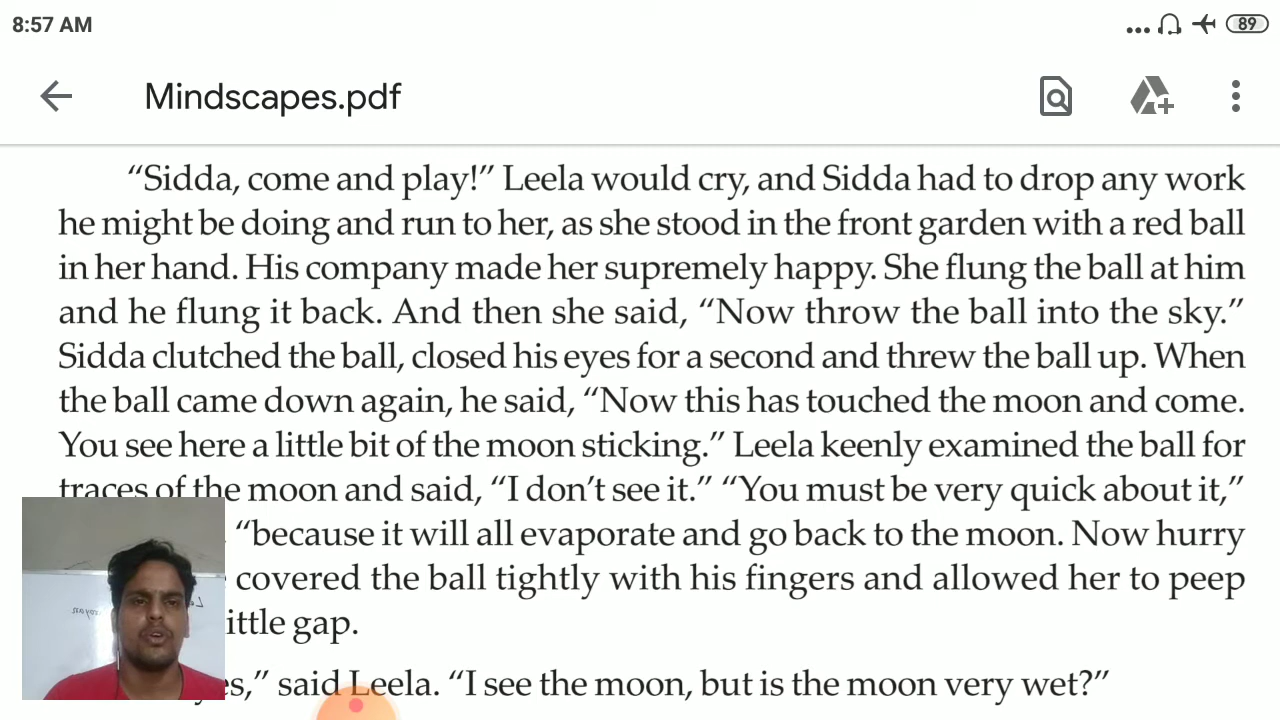 8:57 AM
89
Mindscapes.pdf
“Sidda, come and play!” Leela would cry, and Sidda had to drop any work
he might be doing and run to her, as she stood in the front garden with a red ball
in her hand. His company made her supremely happy. She flung the ball at him
and he flung it back. And then she said, “Now throw the ball into the sky.”
Sidda clutched the ball, closed his eyes for a second and threw the ball up. When
the ball came down again, he said, “Now this has touched the moon and come.
You see here a little bit of the moon sticking.” Leela keenly examined the ball for
traces of the moon and said, “I don’t see it.” “You must be very quick about it,”
“because it will all evaporate and go back to the moon. Now hurry
covered the ball tightly with his fingers and allowed her to peep
gap.
said Leela. “I see the moon, but is the moon very wet?”